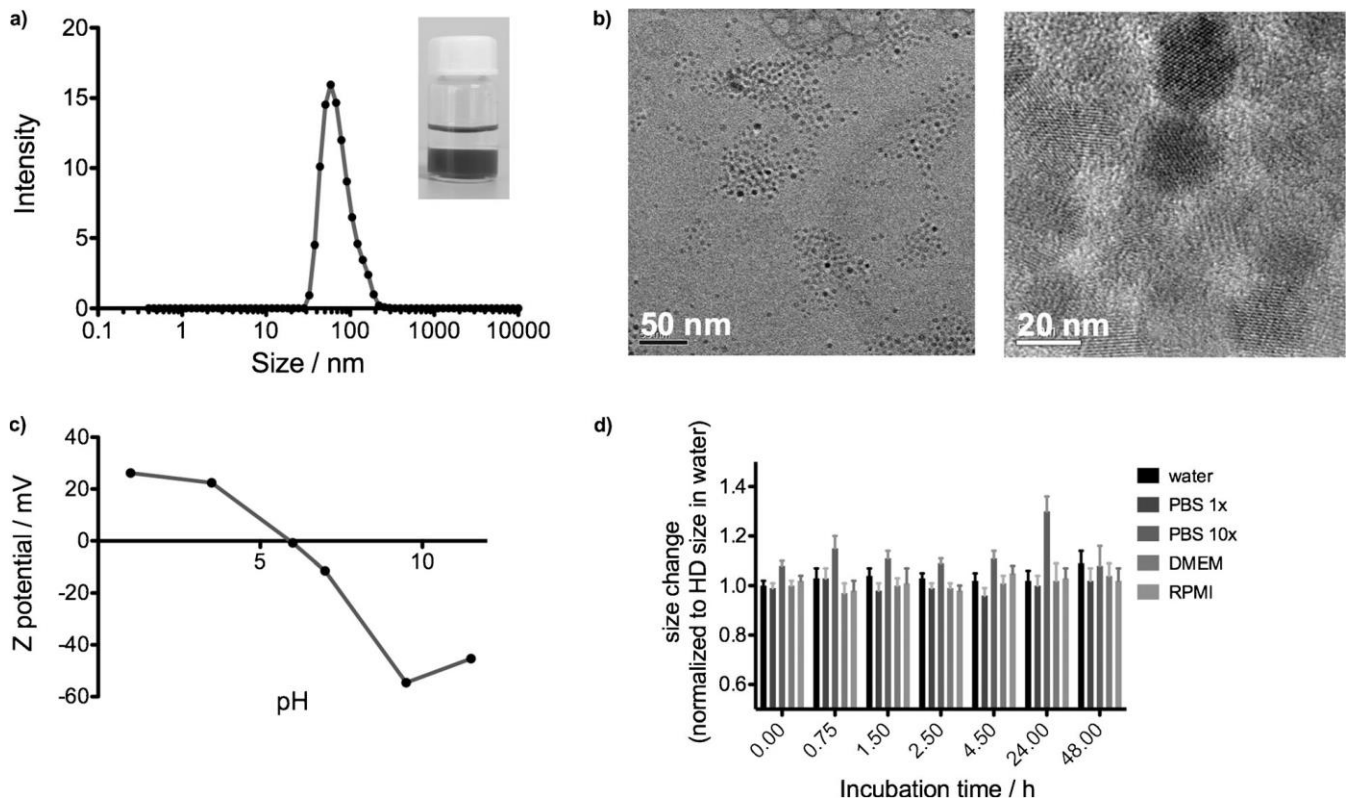 a)
20
15
10
5
0
Intensity
0.1 1 10 100 1000 10000
Size / nm
b)
50 nm
20 nm
c)
40
20
0
-20
-40
-60
Z potential / mV
5 10
pH
d)
1.4
1.2
1.0
0.8
0.6
size change
(normalized to HD size in water)
0.00 0.75 1.50 2.50 4.50 24.00 48.00
Incubation time / h
water
PBS 1x
PBS 10x
DMEM
RPMI